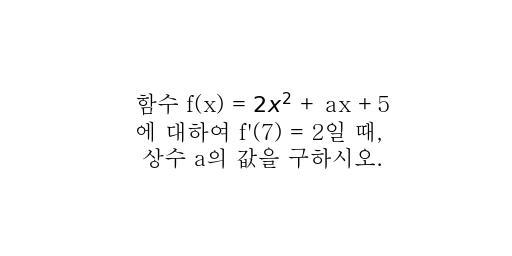 함수 f(x) = 2x² + ax + 5
에 대하여 f'(7) = 2일 때,
상수 a의 값을 구하시오.